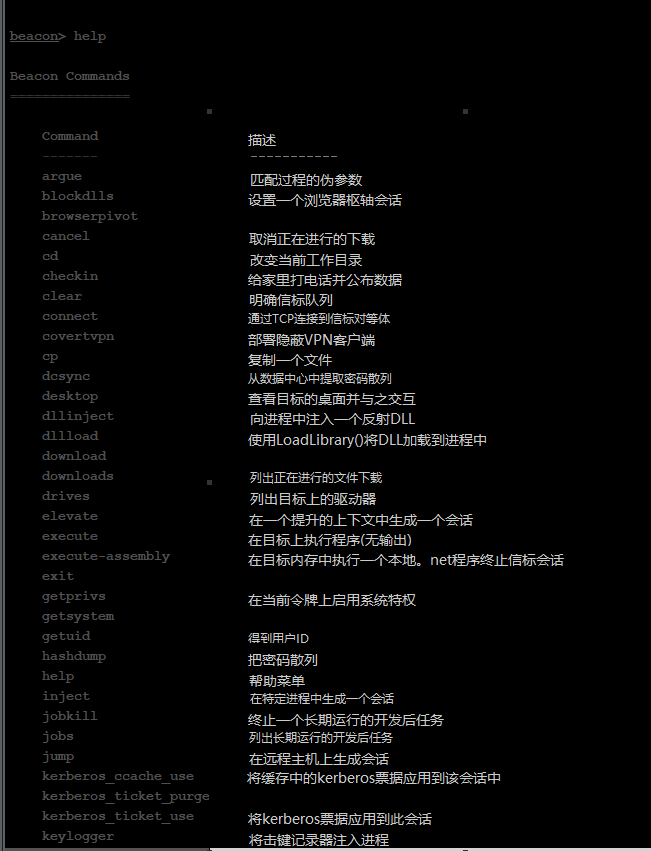 beacon> help
Beacon Commands
===============
Command 描述
------- -----------
argue 匹配过程的伪参数
blockdlls 设置一个浏览器枢轴会话
browserpivot
cancel 取消正在进行的下载
cd 改变当前工作目录
checkin 给家里打电话并公布数据
clear 明确信标队列
connect 通过TCP连接到信标对等体
covertvpn 部署隐蔽VPN客户端
cp 复制一个文件
dcsync 从数据中心中提取密码散列
desktop 查看目标的桌面并与之交互
dllinject 向进程中注入一个反射DLL
dllload 使用LoadLibrary()将DLL加载到进程中
download
downloads 列出正在进行的文件下载
drives 列出目标上的驱动器
elevate 在一个提升的上下文中生成一个会话
execute 在目标上执行程序(无输出)
execute-assembly 在目标内存中执行一个本地。net程序终止信标会话
exit
getprivs 在当前令牌上启用系统特权
getsystem
getuid 得到用户ID
hashdump 把密码散列
help 帮助菜单
inject 在特定进程中生成一个会话
jobkill 终止一个长期运行的开发后任务
jobs 列出长期运行的开发后任务
jump 在远程主机上生成会话
kerberos_ccache_use 将缓存中的kerberos票据应用到该会话中
kerberos_ticket_purge
kerberos_ticket_use 将kerberos票据应用到此会话
keylogger 将击键记录器注入进程